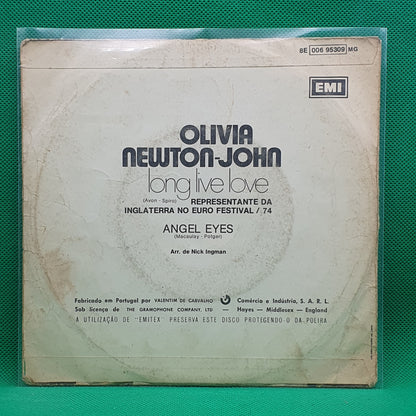 8E 006 95309 MG
EMI
OLIVIA
NEWTON-JOHN
long live love
(Avon - Spiro) REPRESENTANTE DA
INGLATERRA NO EURO FESTIVAL / 74
ANGEL EYES
(Macaulay - Potger)
Arr. de Nick Ingman
Fabricado em Portugal por VALENTIM DE CARVALHO Comércio e Indústria, S. A. R. L.
Sob licença de THE GRAMOPHONE COMPANY, LTD — Hayes — Middlesex — England
A UTILIZAÇÃO DE "EMITEX" PRESERVA ESTE DISCO PROTEGENDO O DA POEIRA